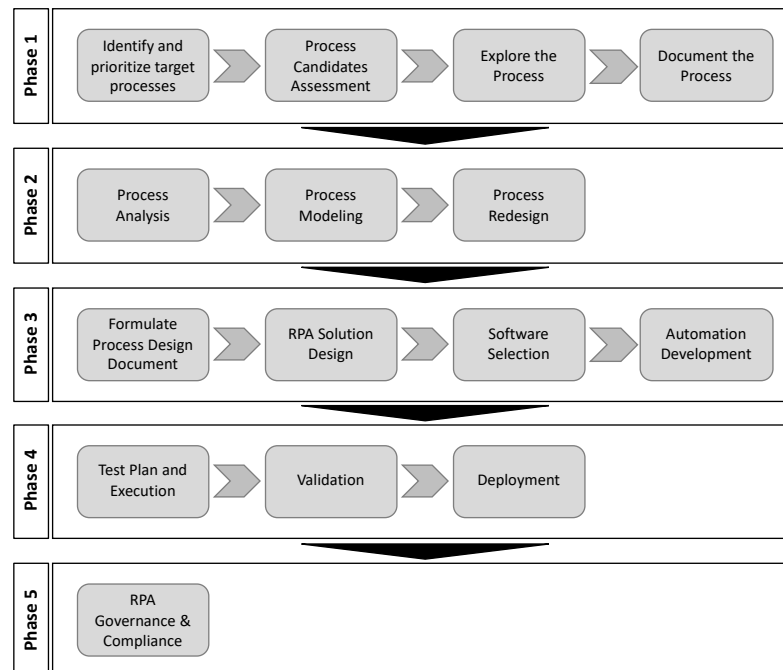 Phase 1
Identify and
prioritize target
processes
Process
Candidates
Assessment
Explore the
Process
Document the
Process
Phase 2
Process
Analysis
Process
Modeling
Process
Redesign
Phase 3
Formulate
Process Design
Document
RPA Solution
Design
Software
Selection
Automation
Development
Phase 4
Test Plan and
Execution
Validation
Deployment
Phase 5
RPA
Governance &
Compliance